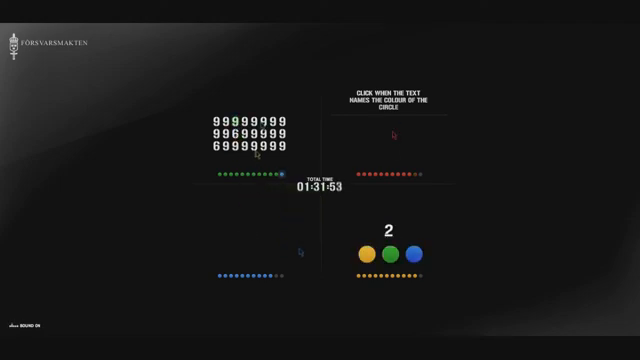 FÖRSVARSMAKTEN
CLICK WHEN THE TEXT
NAMES THE COLOUR OF THE
CIRCLE
99999999
99699999
69999999
TOTAL TIME
01:31:53
2
SOUND ON